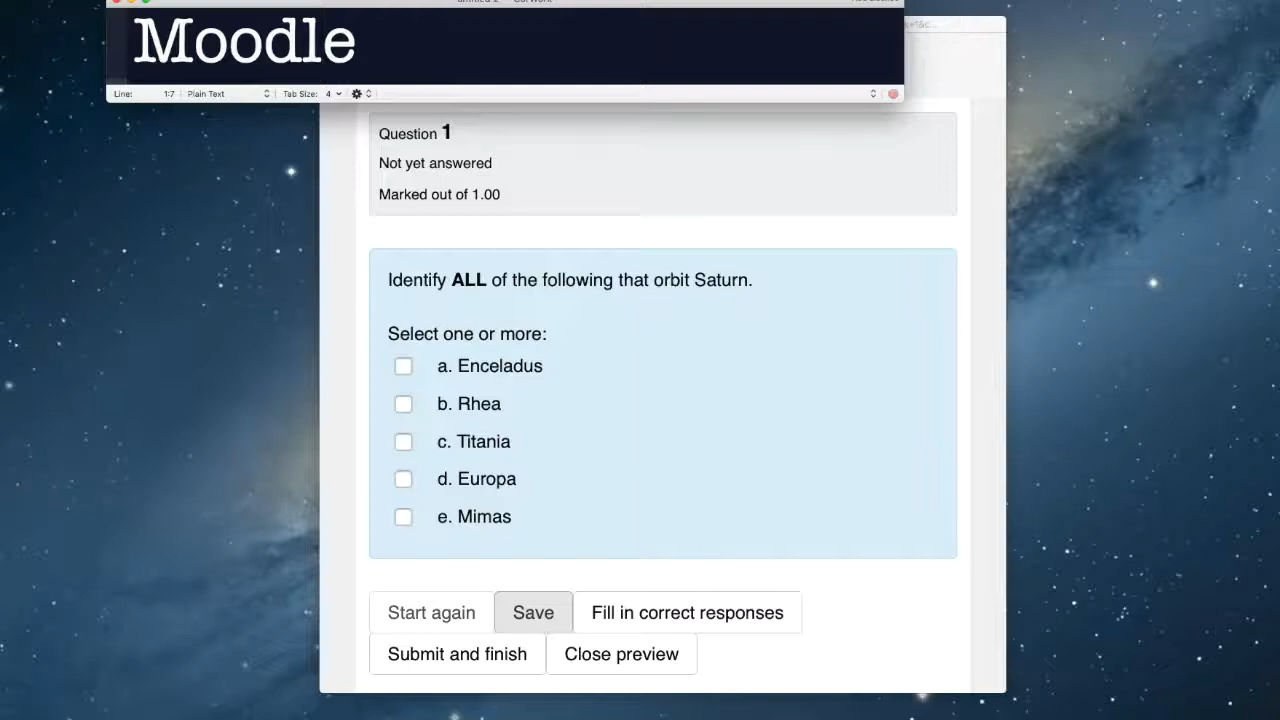 Moodle
Line: 1:7 Plain Text Tab Size: 4
Question 1
Not yet answered
Marked out of 1.00
Identify ALL of the following that orbit Saturn.
Select one or more:
a. Enceladus
b. Rhea
c. Titania
d. Europa
e. Mimas
Start again Save Fill in correct responses
Submit and finish Close preview